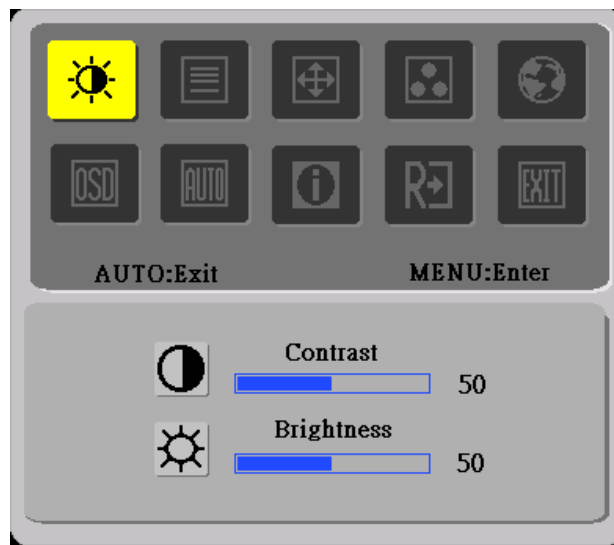 OSD AUTO i R EXIT
AUTO:Exit MENU:Enter
Contrast
50
Brightness
50